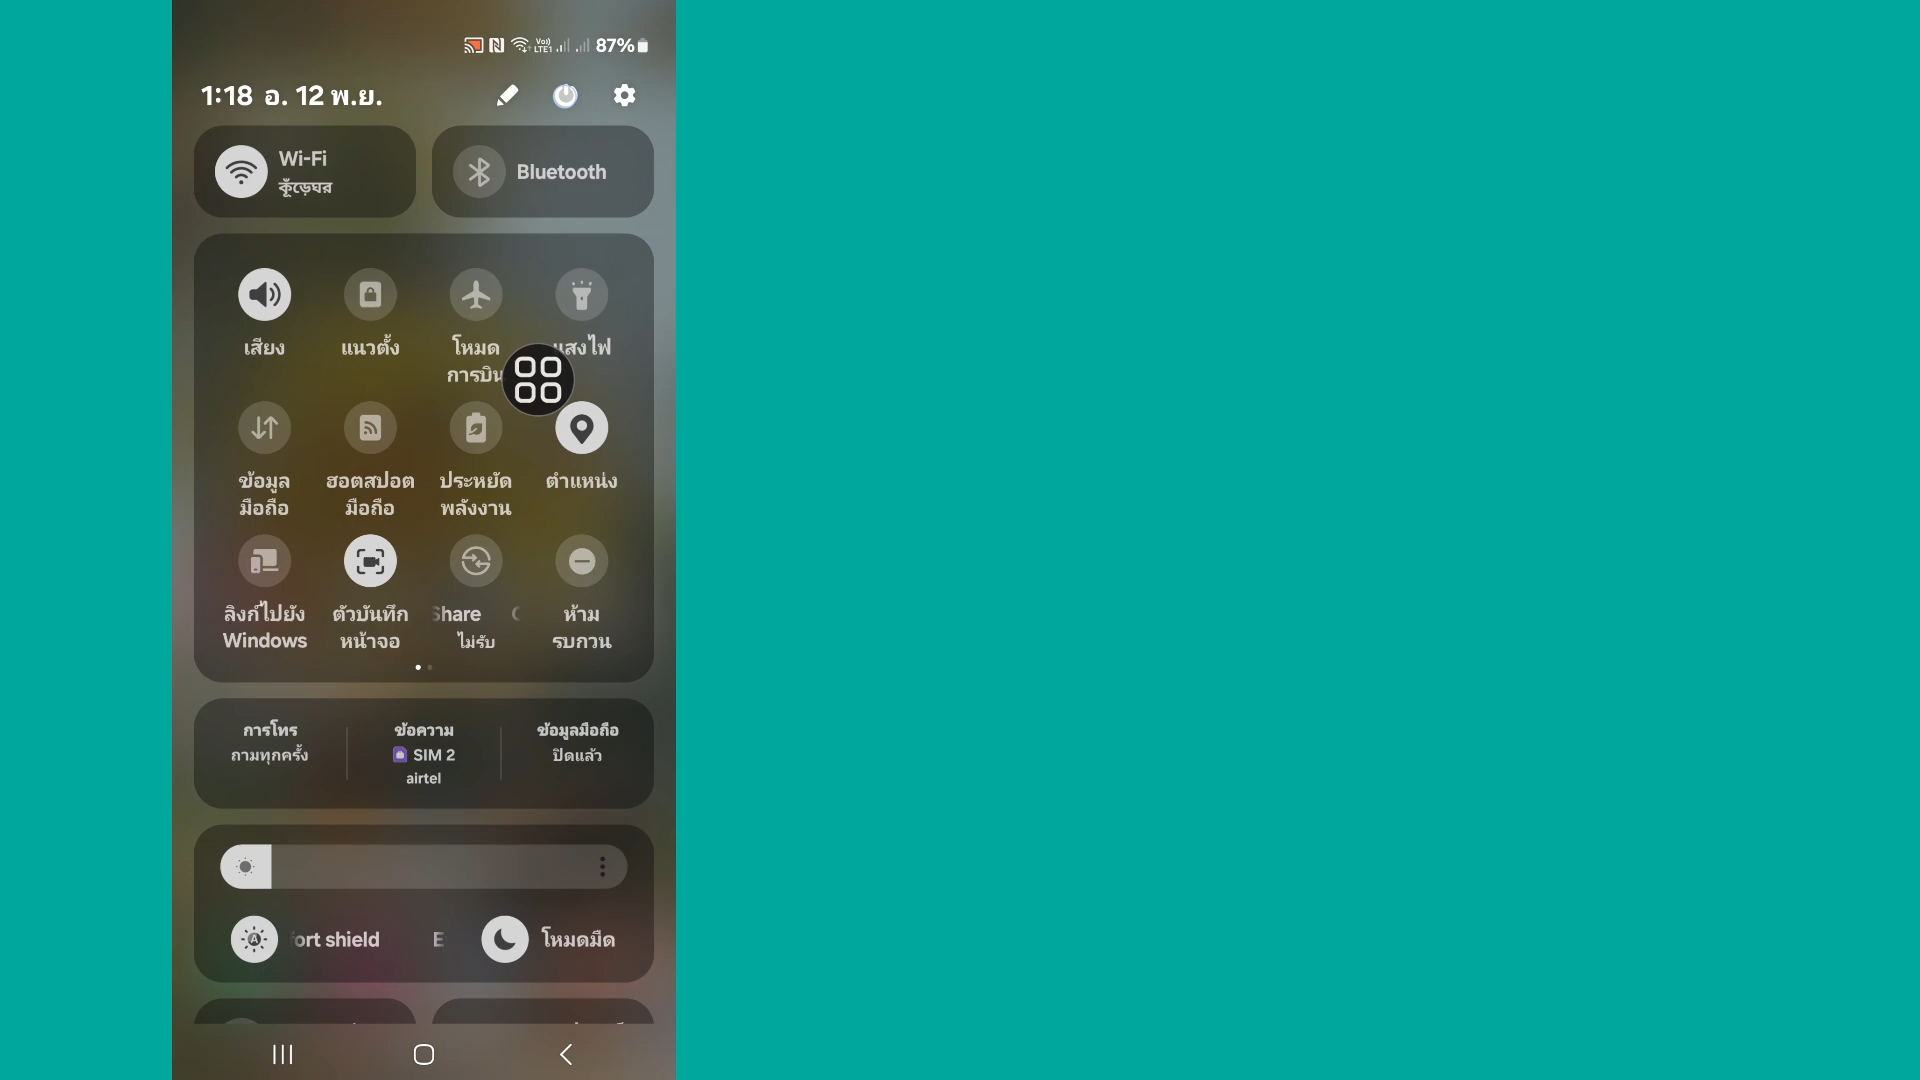 Vo))
LTE1
87%
1:18 อ. 12 พ.ย.
Wi-Fi
কুঁড়েঘর
Bluetooth
เสียง
แนวตั้ง
โหมด
การบิน
แสงไฟ
ข้อมูล
มือถือ
ฮอตสปอต
มือถือ
ประหยัด
พลังงาน
ตำแหน่ง
ลิงก์ไปยัง
Windows
ตัวบันทึก
หน้าจอ
Share
ไม่รับ
ห้าม
รบกวน
การโทร
ถามทุกครั้ง
ข้อความ
SIM 2
airtel
ข้อมูลมือถือ
ปิดแล้ว
ort shield
E
โหมดมืด